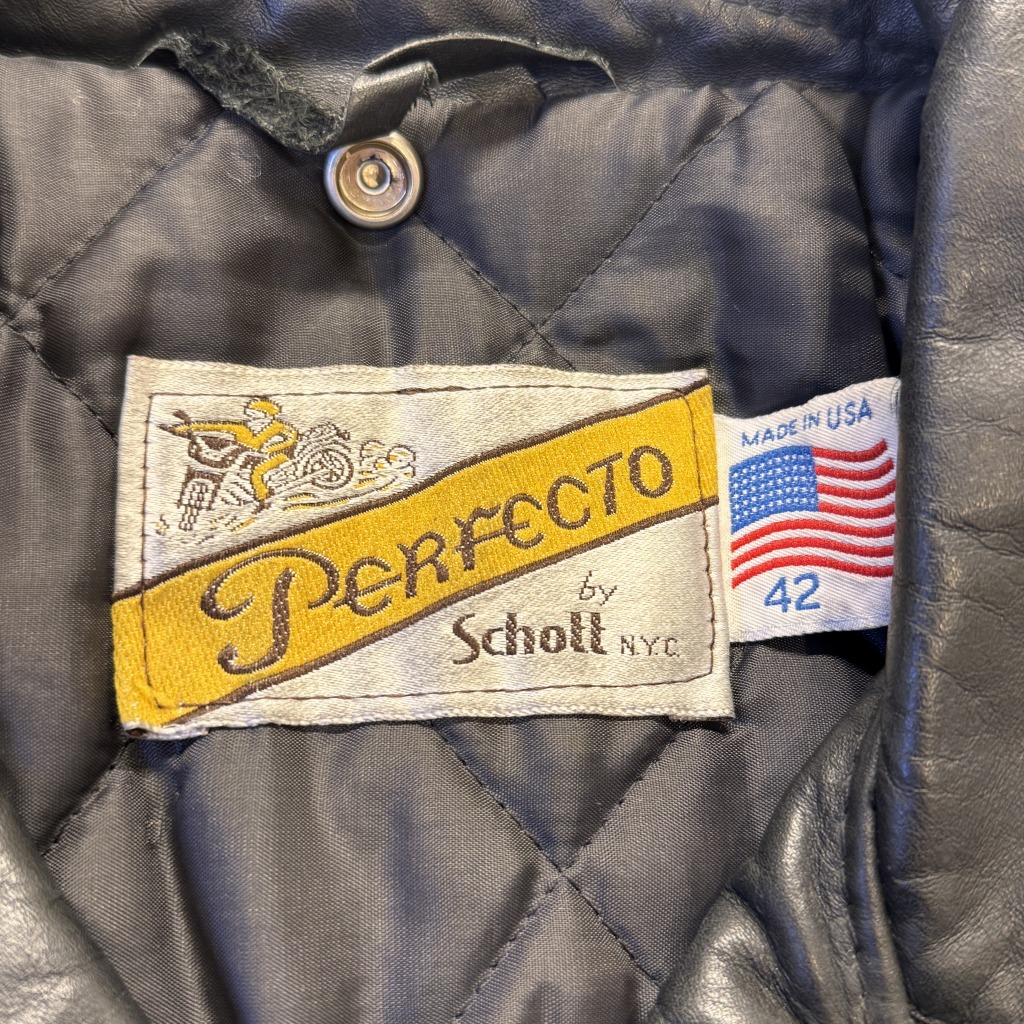 PERFECTO
by
Schott N.Y.C.
MADE IN USA
42